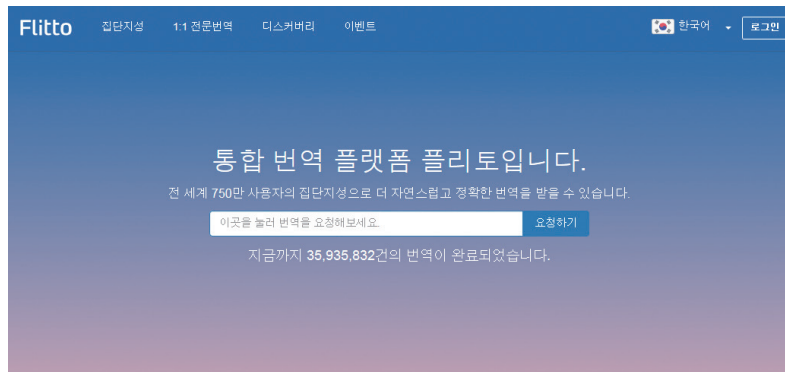 Flitto 집단지성 1:1 전문번역 디스커버리 이벤트 한국어 로그인
통합 번역 플랫폼 플리토입니다.
전 세계 750만 사용자의 집단지성으로 더 자연스럽고 정확한 번역을 받을 수 있습니다.
이곳을 눌러 번역을 요청해보세요. 요청하기
지금까지 35,935,832건의 번역이 완료되었습니다.